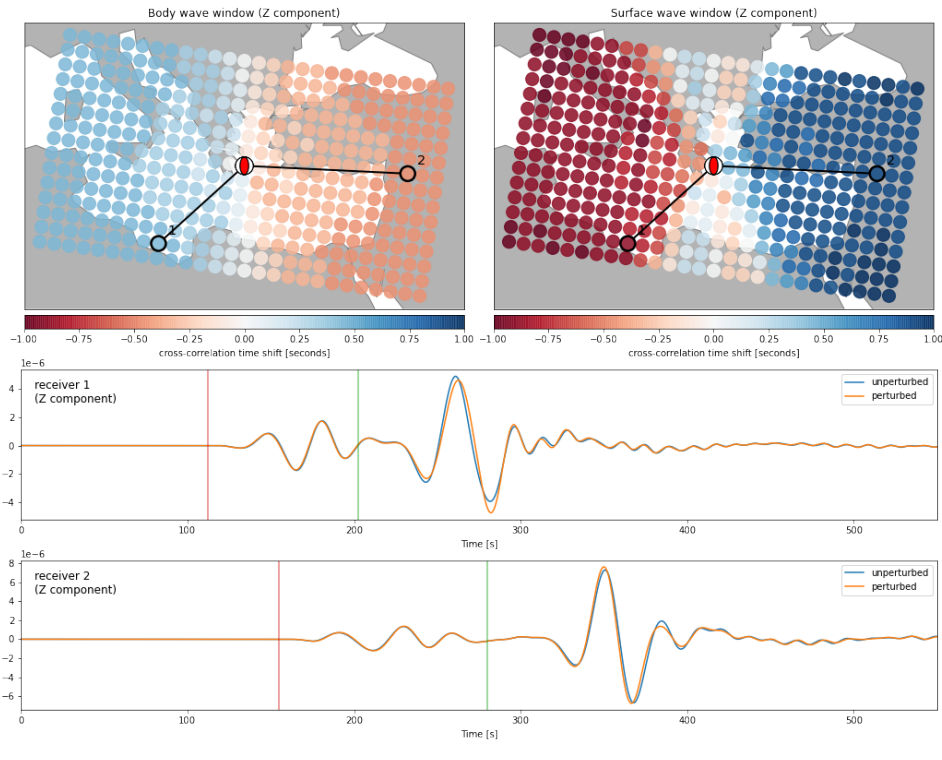 Body wave window (Z component)
Surface wave window (Z component)
1
2
1
2
−1.00 −0.75 −0.50 −0.25 0.00 0.25 0.50 0.75 1.00
cross-correlation time shift [seconds]
−1.00 −0.75 −0.50 −0.25 0.00 0.25 0.50 0.75 1.00
cross-correlation time shift [seconds]
1e−6
receiver 1
(Z component)
unperturbed
perturbed
4
2
0
−2
−4
0 100 200 300 400 500
Time [s]
1e−6
receiver 2
(Z component)
unperturbed
perturbed
8
6
4
2
0
−2
−4
−6
0 100 200 300 400 500
Time [s]